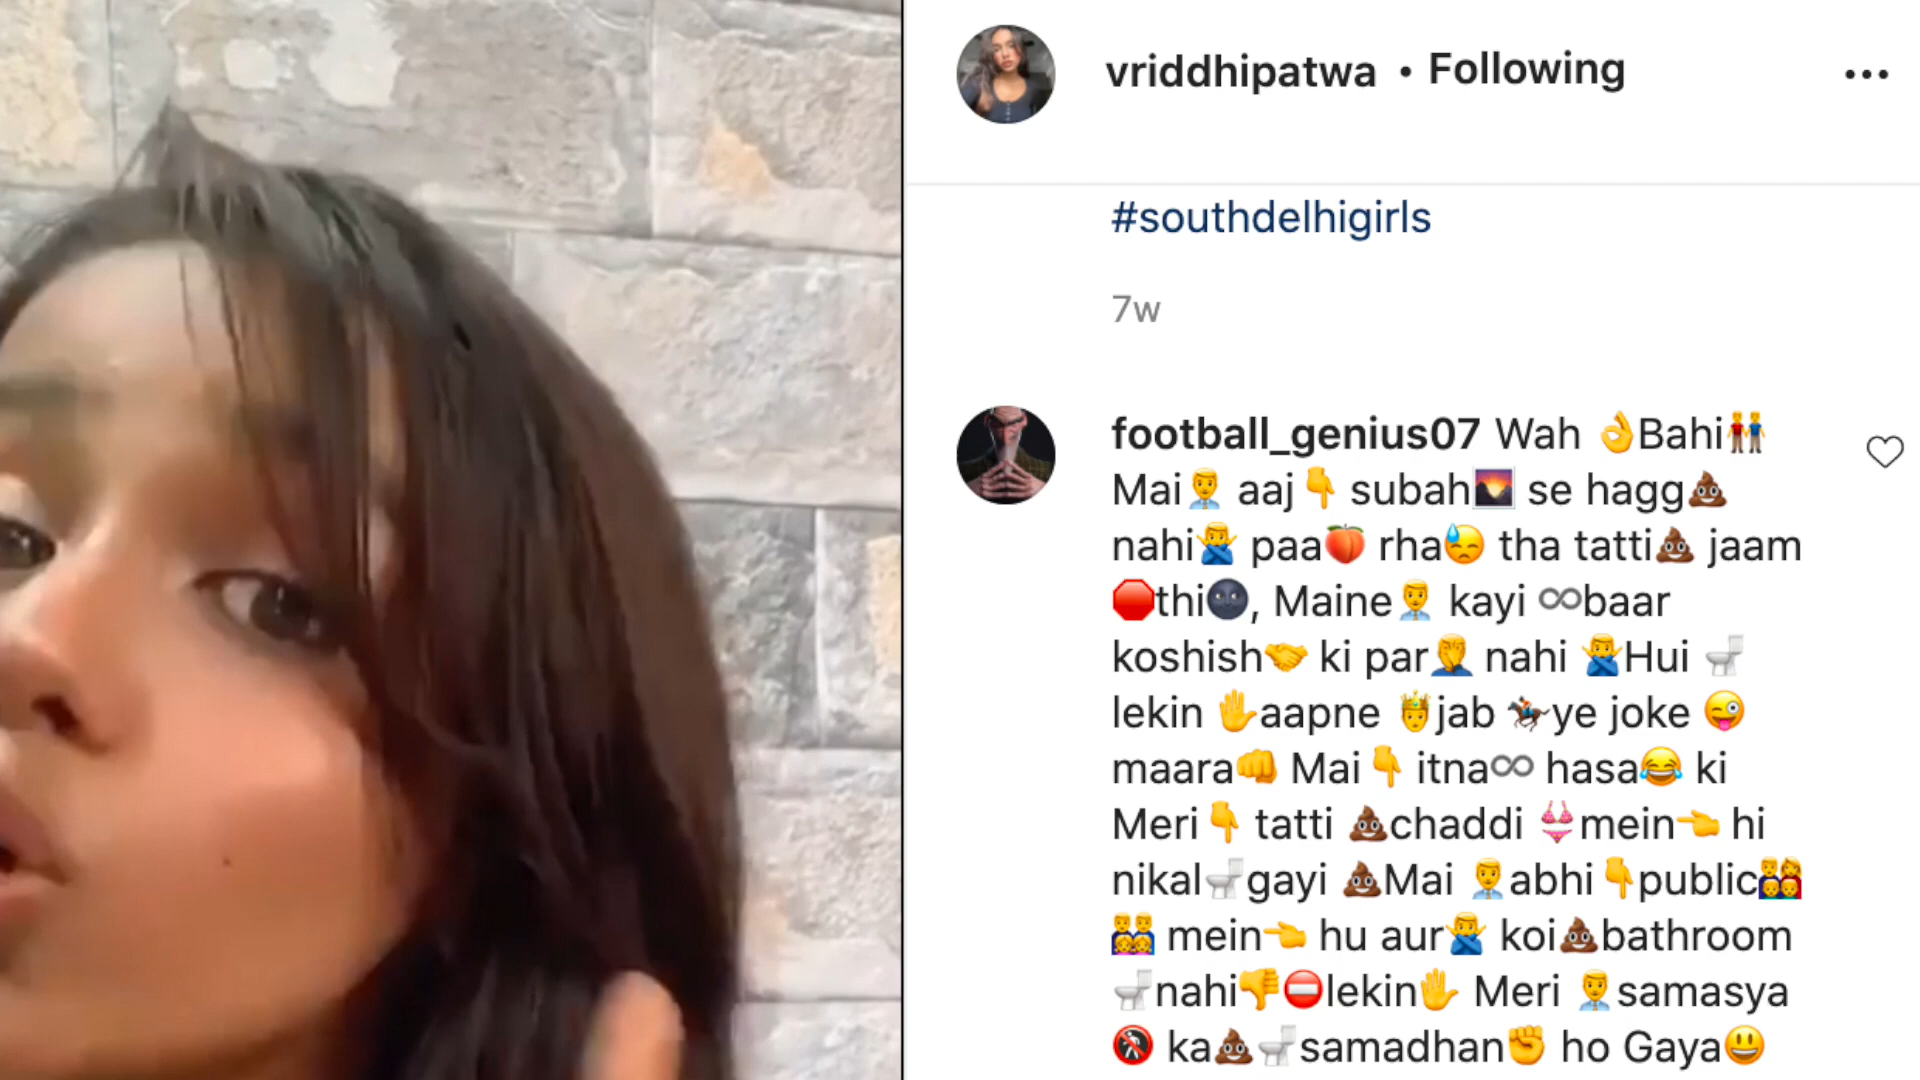 vriddhipatwa • Following
#southdelhigirls
7w
football_genius07 Wah 👌Bahi👬
Mai👨‍💼 aaj👇 subah🌄 se hagg💩
nahi🙅‍♂️ paa🍑 rha😓 tha tatti💩 jaam
🛑thi🌚, Maine👨‍💼 kayi ♾baar
koshish🤝 ki par🤦‍♂️ nahi 🙅‍♂️Hui 🚽
lekin ✋aapne 🤴jab 🏇ye joke 😜
maara👊 Mai👇 itna♾ hasa😂 ki
Meri👇 tatti 💩chaddi 👙mein👈 hi
nikal🚽gayi 💩Mai 👨‍💼abhi👇public👨‍👩‍👧‍👦
👨‍👨‍👧‍👧 mein👈 hu aur🙅‍♂️ koi💩bathroom
🚽nahi👎⛔lekin✋ Meri 👨‍💼samasya
🚷 ka💩🚽samadhan✊ ho Gaya😃